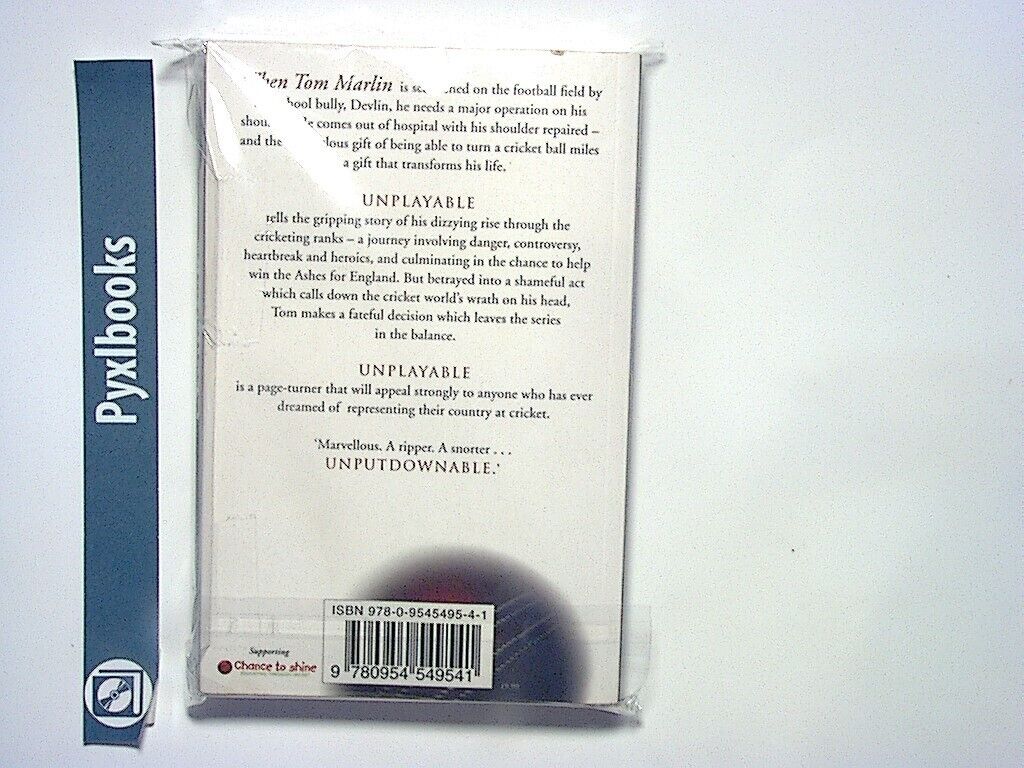 Pyxlbooks
Tom Marlin is on the football field by
bully, Devlin, he needs a major operation on his
comes out of hospital with his shoulder repaired –
and gift of being able to turn a cricket ball miles
a gift that transforms his life.
UNPLAYABLE
tells the gripping story of his dizzying rise through the
cricketing ranks – a journey involving danger, controversy,
heartbreak and heroics, and culminating in the chance to help
win the Ashes for England. But betrayed into a shameful act
which calls down the cricket world's wrath on his head,
Tom makes a fateful decision which leaves the series
in the balance.
UNPLAYABLE
is a page-turner that will appeal strongly to anyone who has ever
dreamed of representing their country at cricket.
'Marvellous. A ripper. A snorter . . .
UNPUTDOWNABLE.'
ISBN 978-0-9545495-4-1
9 780954 549541
Supporting
Chance to shine